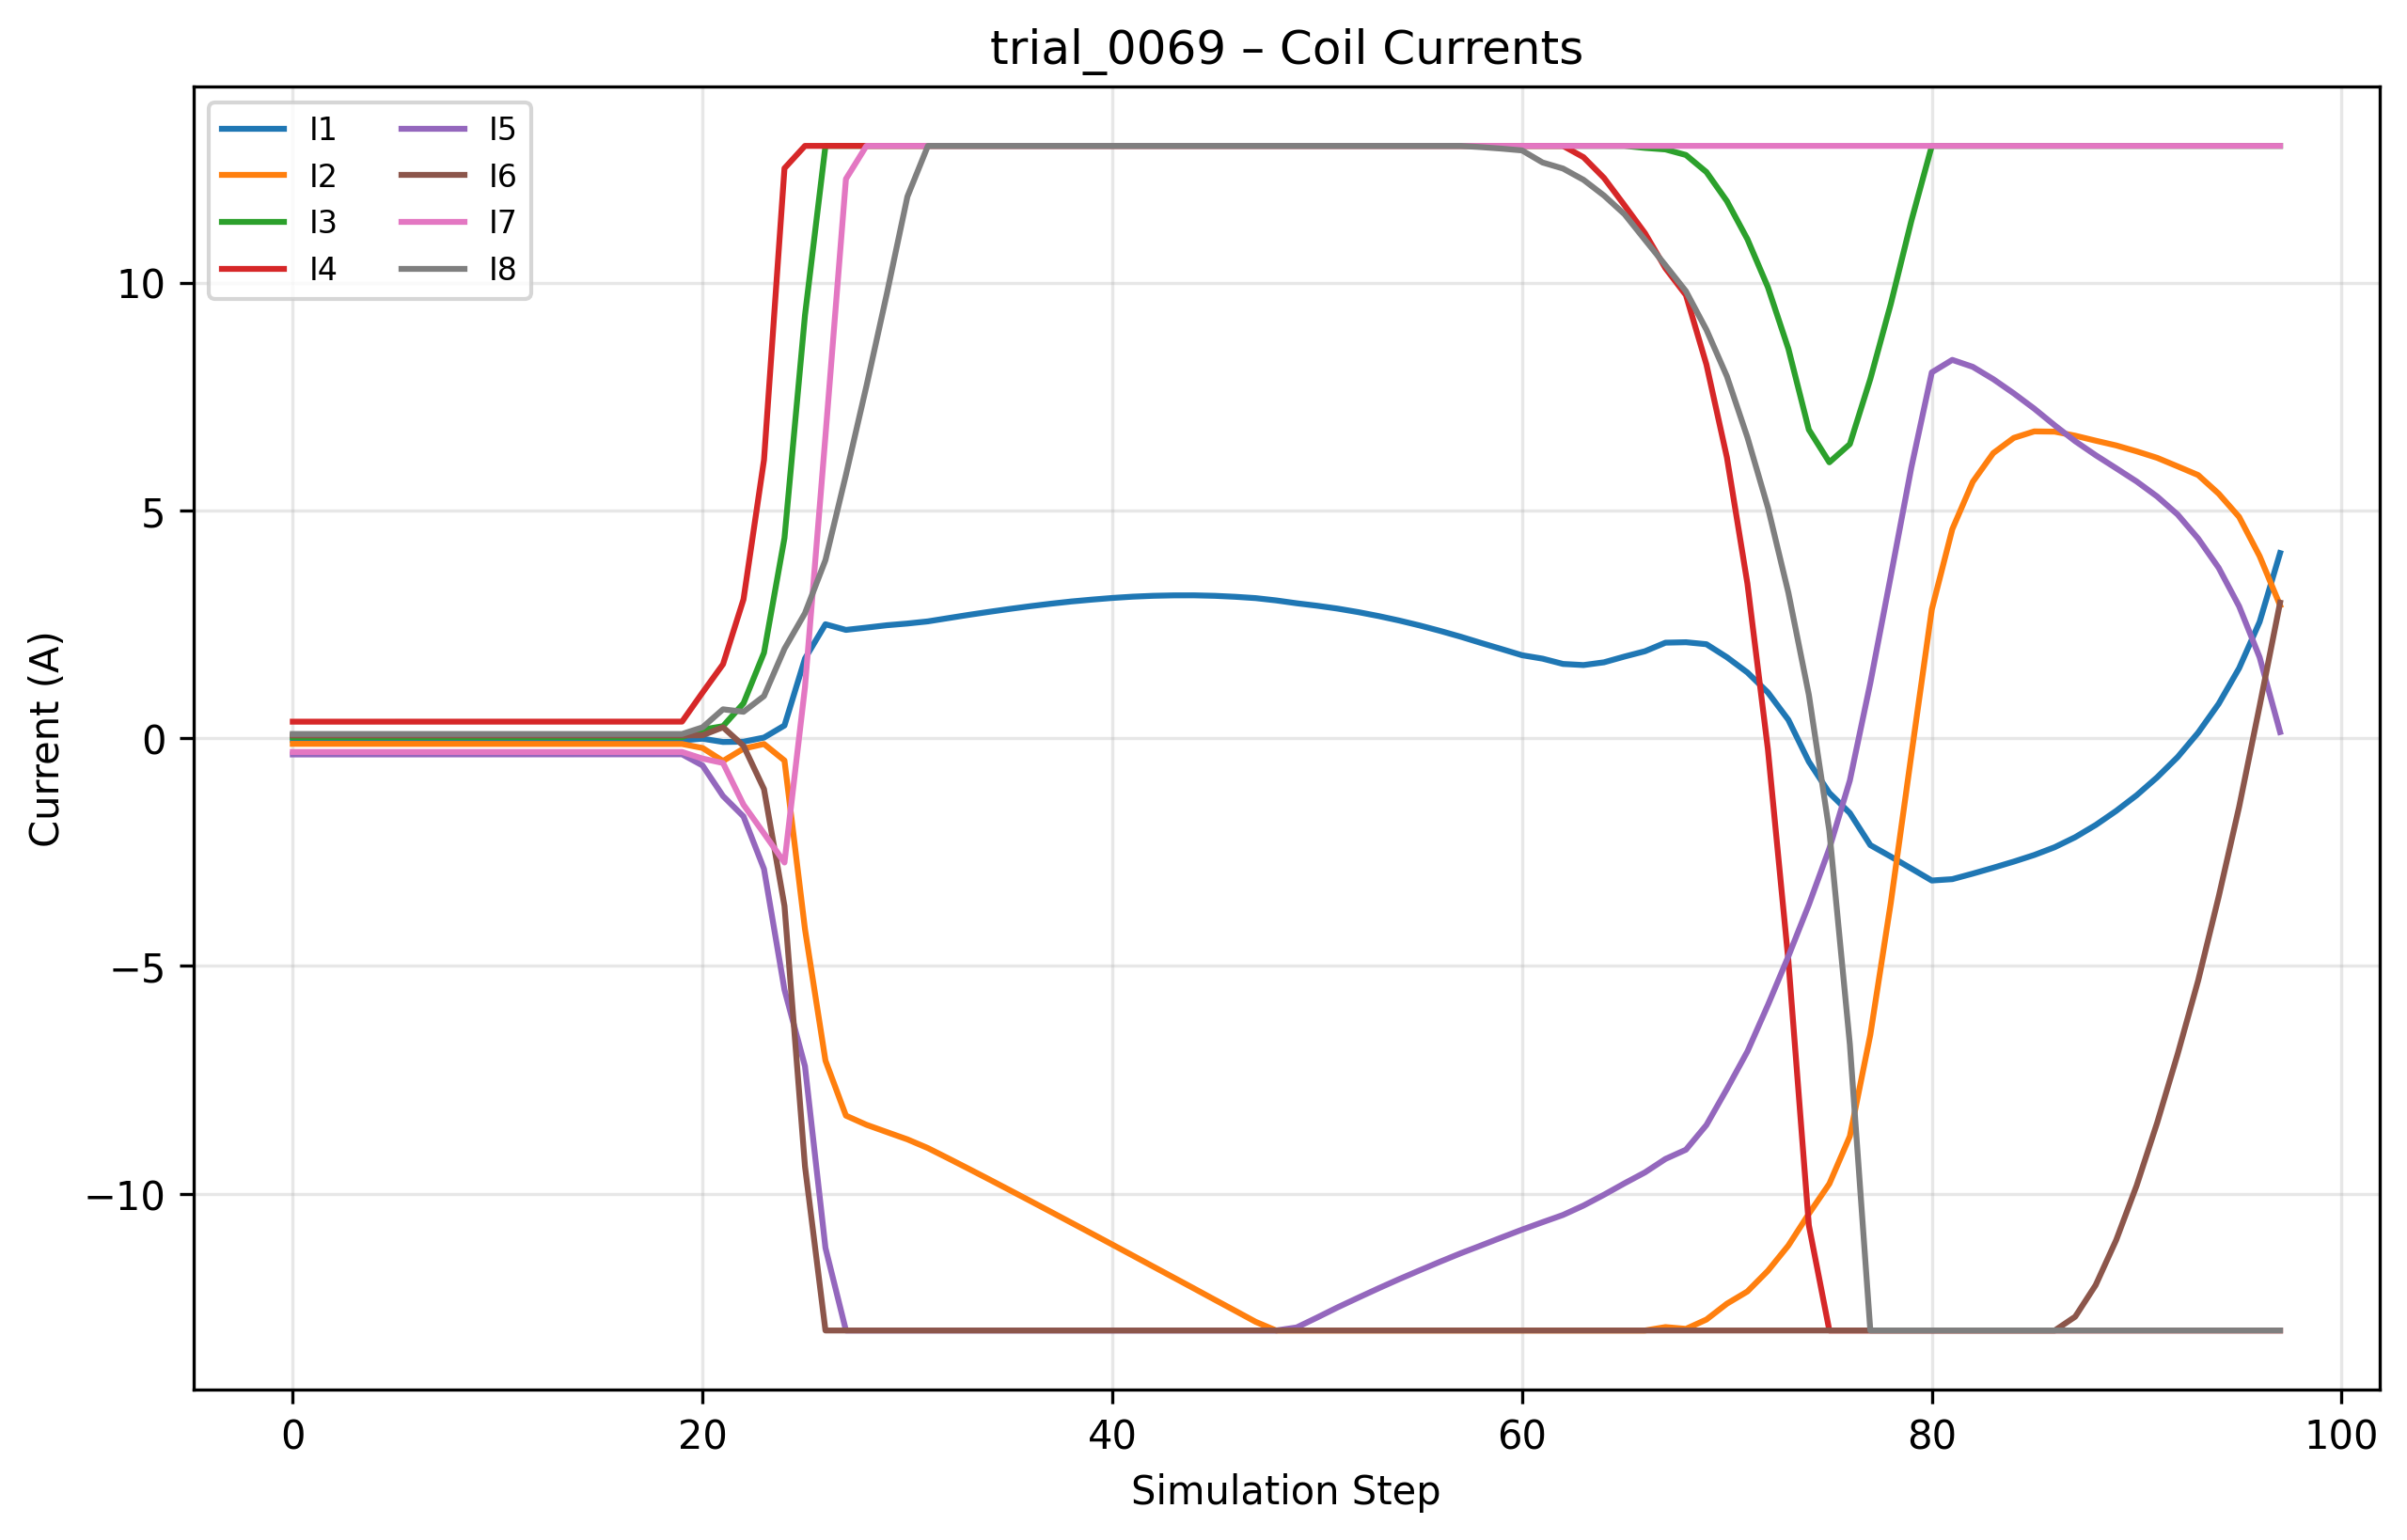 trial_0069 – Coil Currents
I1
I2
I3
I4
I5
I6
I7
I8
Current (A)
10
5
0
−5
−10
0
20
40
60
80
100
Simulation Step